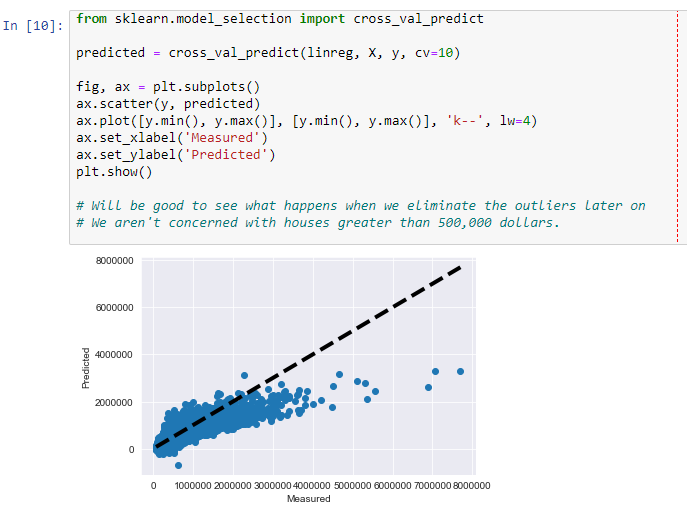 In [10]:
from sklearn.model_selection import cross_val_predict
predicted = cross_val_predict(linreg, X, y, cv=10)
fig, ax = plt.subplots()
ax.scatter(y, predicted)
ax.plot([y.min(), y.max()], [y.min(), y.max()], 'k--', lw=4)
ax.set_xlabel('Measured')
ax.set_ylabel('Predicted')
plt.show()
# Will be good to see what happens when we eliminate the outliers later on
# We aren't concerned with houses greater than 500,000 dollars.
8000000
6000000
4000000
2000000
0
Predicted
0 1000000 2000000 3000000 4000000 5000000 6000000 7000000 8000000
Measured